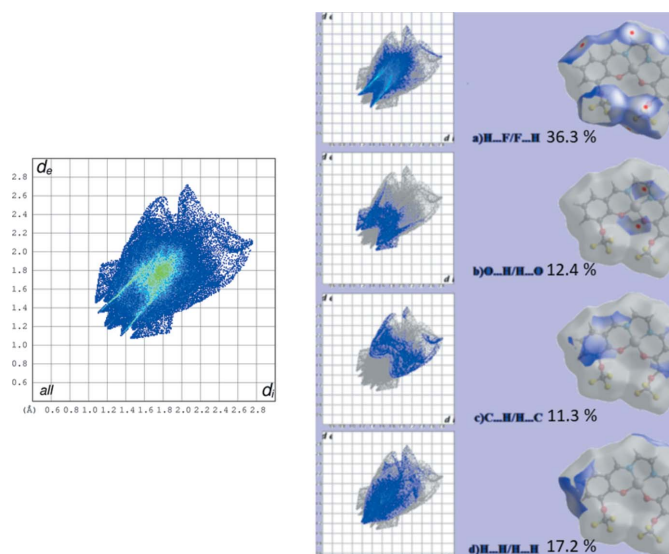 de
2.8
2.6
2.4
2.2
2.0
1.8
1.6
1.4
1.2
1.0
0.8
0.6
all
di
(Å) 0.6 0.8 1.0 1.2 1.4 1.6 1.8 2.0 2.2 2.4 2.6 2.8
a)H...F/F...H 36.3 %
b)O...H/H...O 12.4 %
c)C...H/H...C 11.3 %
d)H...H/H...H 17.2 %